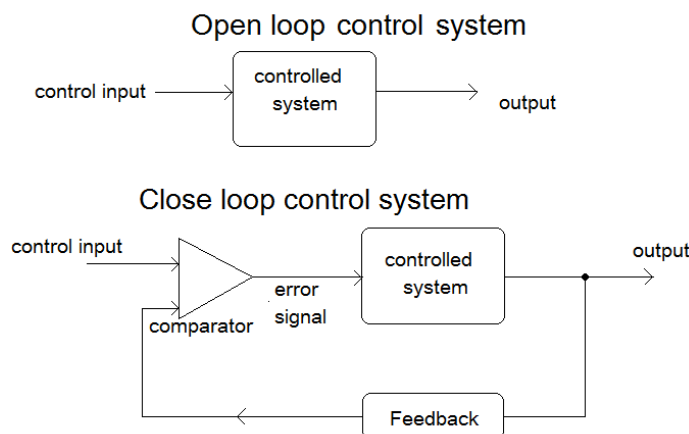 Open loop control system
controlled
system
control input
output
Close loop control system
control input
controlled
system
output
error
signal
comparator
Feedback